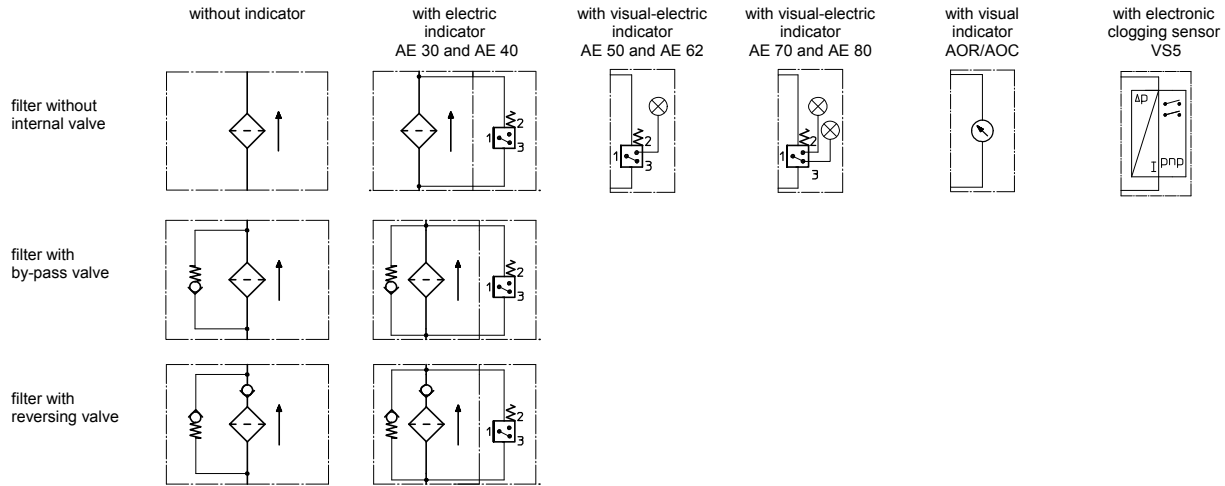 without indicator
with electric
indicator
AE 30 and AE 40
with visual-electric
indicator
AE 50 and AE 62
with visual-electric
indicator
AE 70 and AE 80
with visual
indicator
AOR/AOC
with electronic
clogging sensor
VS5
filter without
internal valve
1
2
3
1
2
3
1
2
3
Δp
I
pnp
filter with
by-pass valve
1
2
3
filter with
reversing valve
1
2
3